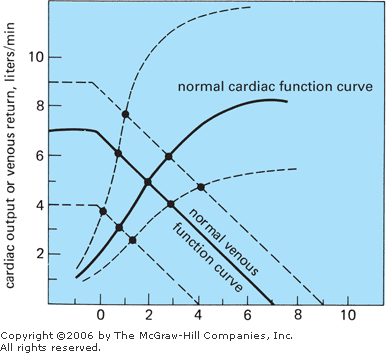 cardiac output or venous return, liters/min
10
8
6
4
2
normal cardiac function curve
normal venous
function curve
0 2 4 6 8 10
Copyright ©2006 by The McGraw-Hill Companies, Inc.
All rights reserved.